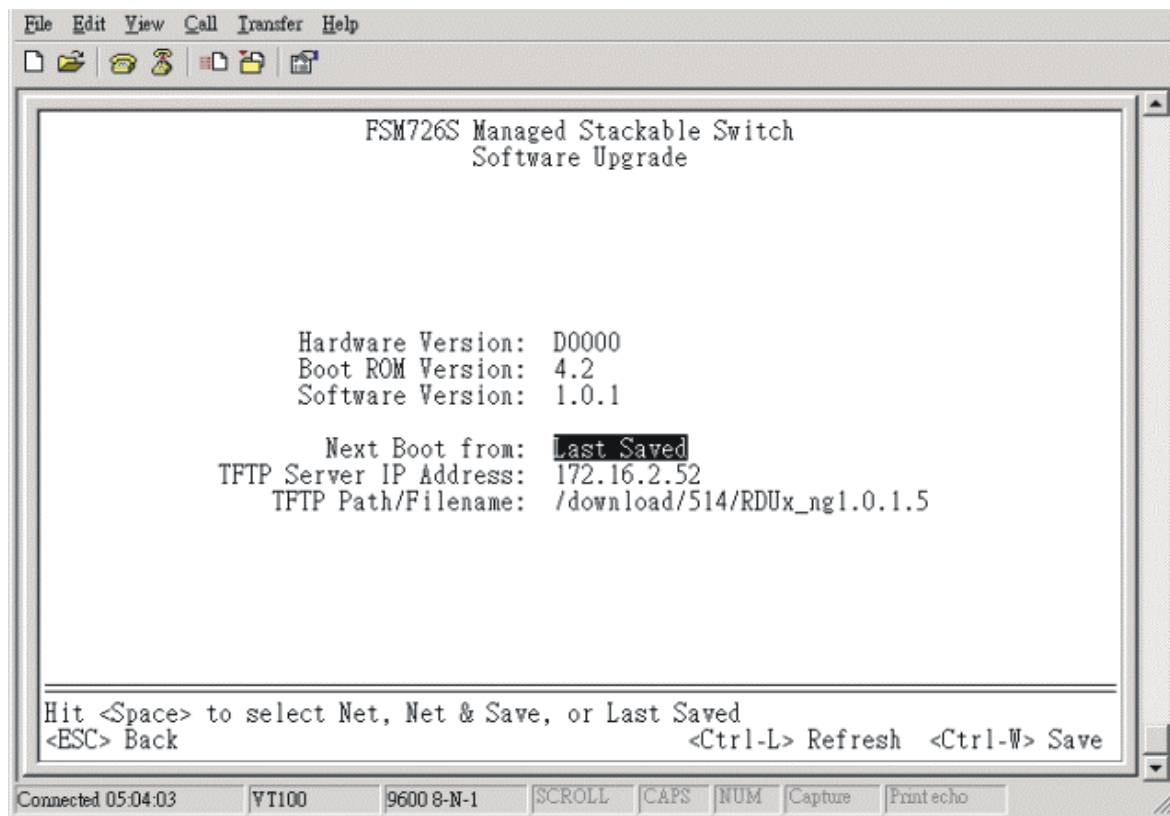 File Edit View Call Transfer Help
FSM726S Managed Stackable Switch
Software Upgrade
Hardware Version: D0000
Boot ROM Version: 4.2
Software Version: 1.0.1
Next Boot from: Last Saved
TFTP Server IP Address: 172.16.2.52
TFTP Path/Filename: /download/514/RDUx_ng1.0.1.5
Hit <Space> to select Net, Net & Save, or Last Saved
<ESC> Back <Ctrl-L> Refresh <Ctrl-W> Save
Connected 05:04:03 VT100 9600 8-N-1 SCROLL CAPS NUM Capture Print echo